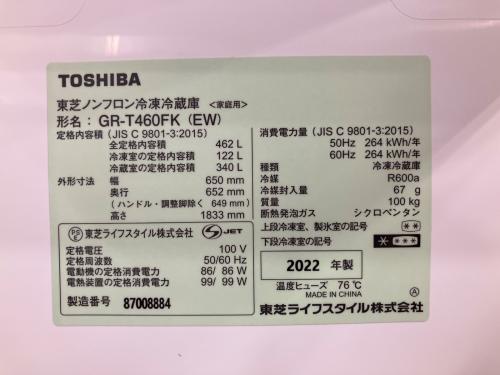 TOSHIBA
東芝ノンフロン冷凍冷蔵庫 <家庭用>
形名：GR-T460FK (EW)
定格内容積 (JIS C 9801-3:2015)
全定格内容積 462 L
冷凍室の定格内容積 122 L
冷蔵室の定格内容積 340 L
外形寸法 幅 650 mm
奥行 652 mm
(ハンドル・調整脚除く 649 mm)
高さ 1833 mm
PS E 東芝ライフスタイル株式会社 JET
定格電圧 100 V
定格周波数 50/60 Hz
電動機の定格消費電力 86/ 86 W
電熱装置の定格消費電力 99/ 99 W
製造番号 87008884
消費電力量 (JIS C 9801-3:2015)
50Hz 264 kWh/年
60Hz 264 kWh/年
種類 冷凍冷蔵庫
冷媒 R600a
冷媒封入量 67 g
質量 100 kg
断熱発泡ガス シクロペンタン
上段冷凍室、製氷室の記号 **
下段冷凍室の記号 * ***
2022 年製
温度ヒューズ 76℃
MADE IN CHINA Ⓐ
東芝ライフスタイル株式会社